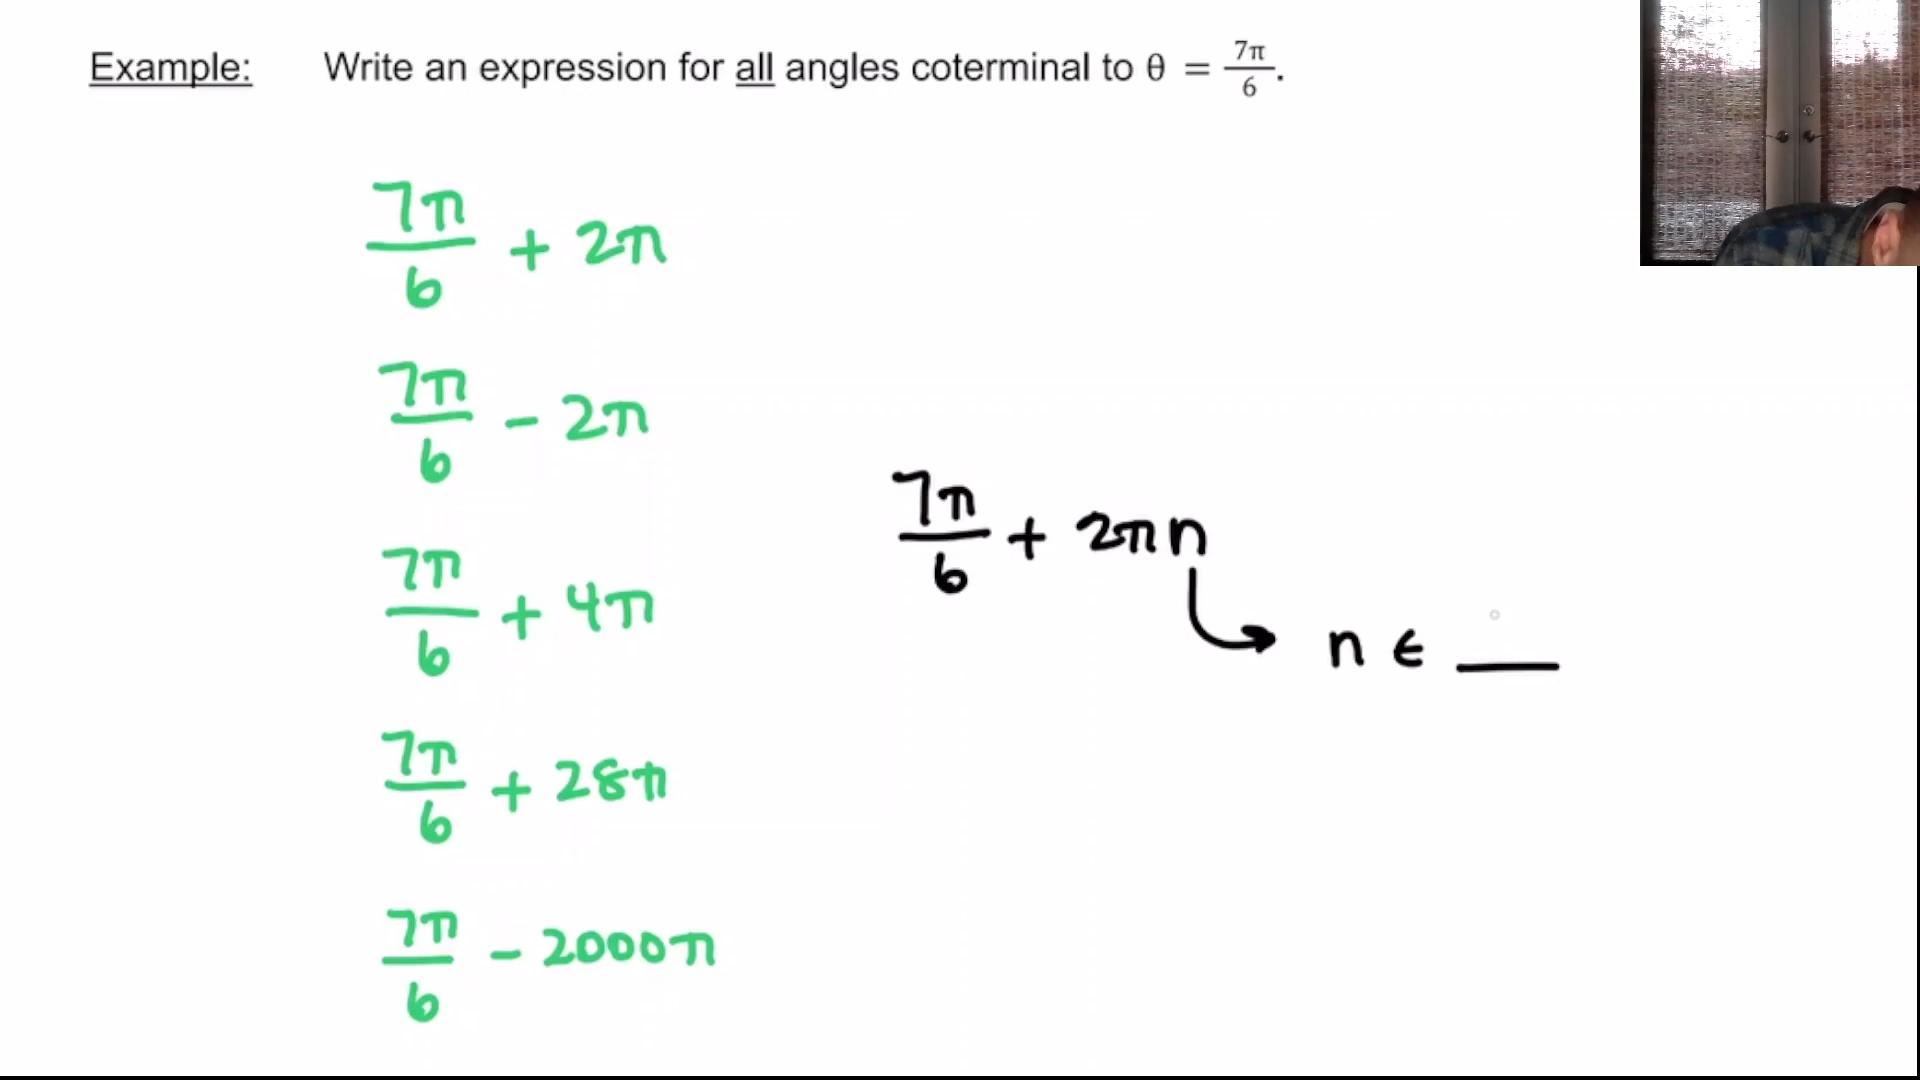 Example: Write an expression for all angles coterminal to θ = 7π/6.
7π/6 + 2π
7π/6 - 2π
7π/6 + 2πn
n ∈ ___
7π/6 + 4π
7π/6 + 28π
7π/6 - 2000π